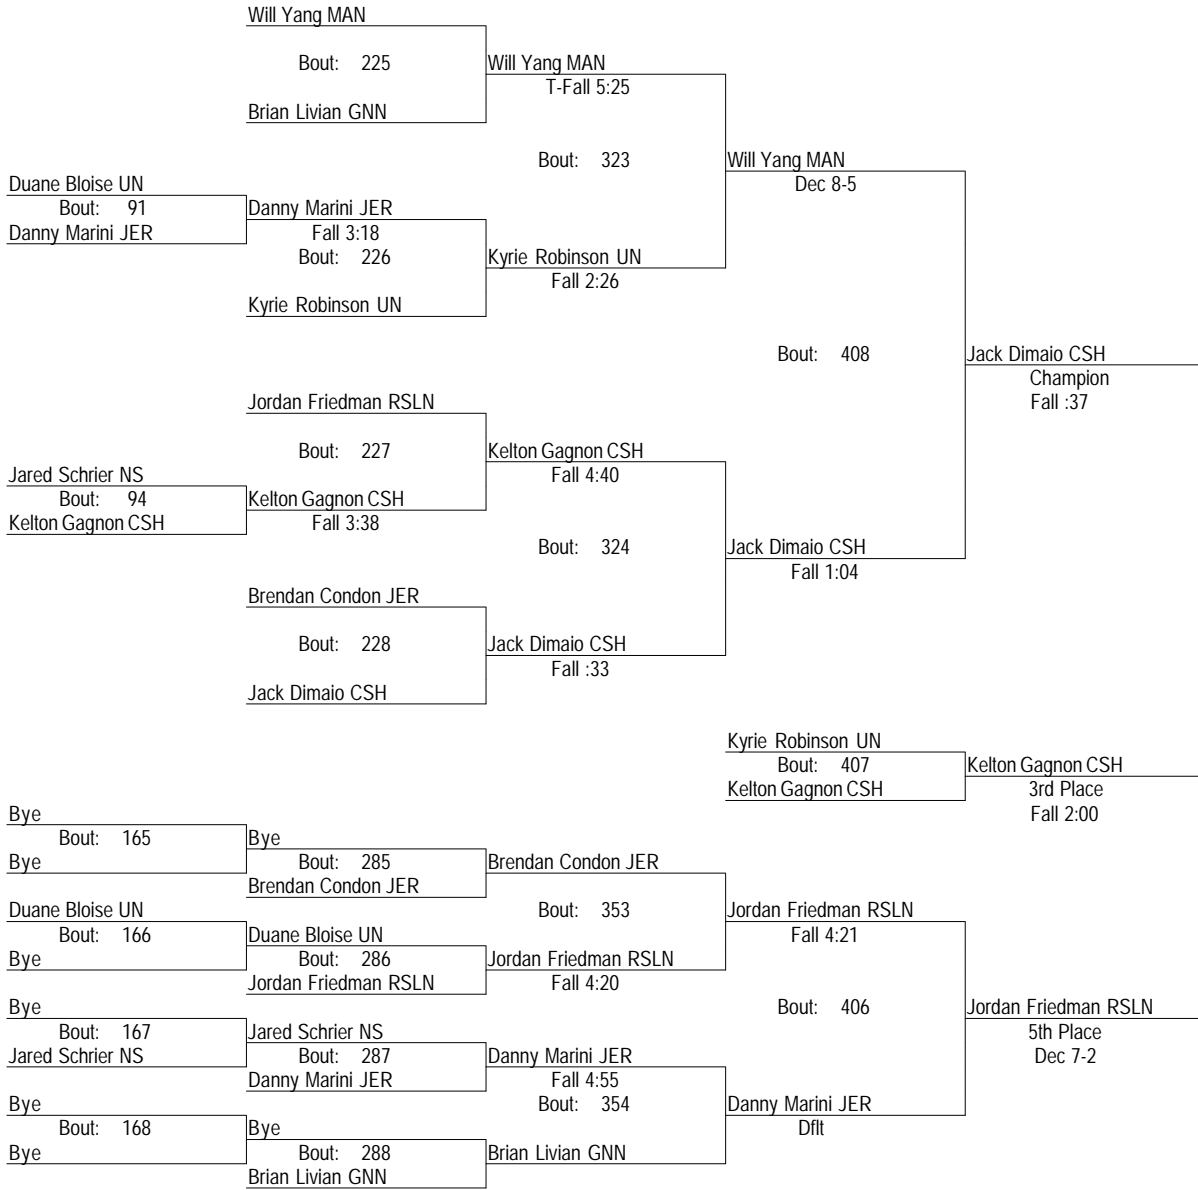 Will Yang MAN
Bout: 225
Will Yang MAN
T-Fall 5:25
Brian Livian GNN
Bout: 323
Will Yang MAN
Dec 8-5
Duane Bloise UN
Bout: 91
Danny Marini JER
Danny Marini JER
Fall 3:18
Bout: 226
Kyrie Robinson UN
Fall 2:26
Kyrie Robinson UN
Bout: 408
Jack Dimaio CSH
Champion
Fall :37
Jordan Friedman RSLN
Bout: 227
Kelton Gagnon CSH
Fall 4:40
Jared Schrier NS
Bout: 94
Kelton Gagnon CSH
Kelton Gagnon CSH
Fall 3:38
Bout: 324
Jack Dimaio CSH
Fall 1:04
Brendan Condon JER
Bout: 228
Jack Dimaio CSH
Fall :33
Jack Dimaio CSH
Kyrie Robinson UN
Bout: 407
Kelton Gagnon CSH
Kelton Gagnon CSH
3rd Place
Fall 2:00
Bye
Bout: 165
Bye
Bye
Bout: 285
Brendan Condon JER
Brendan Condon JER
Duane Bloise UN
Bout: 166
Bye
Bout: 353
Jordan Friedman RSLN
Fall 4:21
Duane Bloise UN
Bout: 286
Jordan Friedman RSLN
Jordan Friedman RSLN
Fall 4:20
Bye
Bout: 167
Jared Schrier NS
Bout: 406
Jordan Friedman RSLN
5th Place
Dec 7-2
Jared Schrier NS
Bout: 287
Danny Marini JER
Danny Marini JER
Fall 4:55
Bout: 354
Danny Marini JER
Dflt
Bye
Bout: 168
Bye
Bye
Bout: 288
Brian Livian GNN
Brian Livian GNN